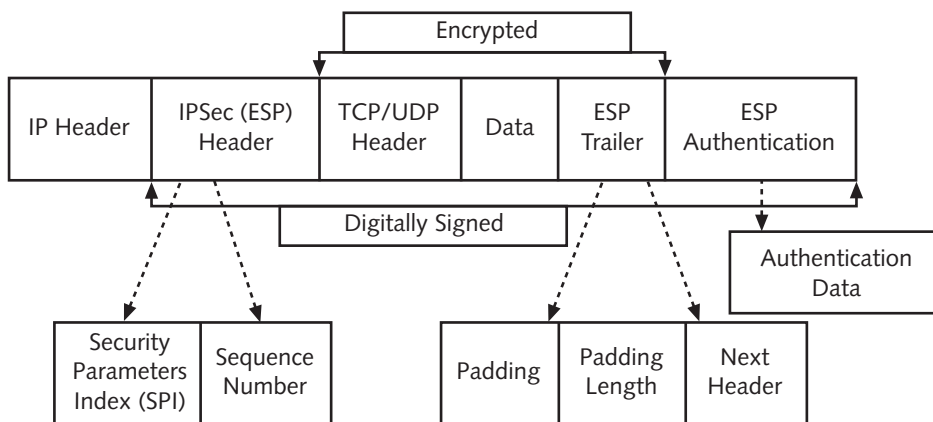 Encrypted
IP Header
IPSec (ESP)
Header
TCP/UDP
Header
Data
ESP
Trailer
ESP
Authentication
Digitally Signed
Authentication
Data
Security
Parameters
Index (SPI)
Sequence
Number
Padding
Padding
Length
Next
Header